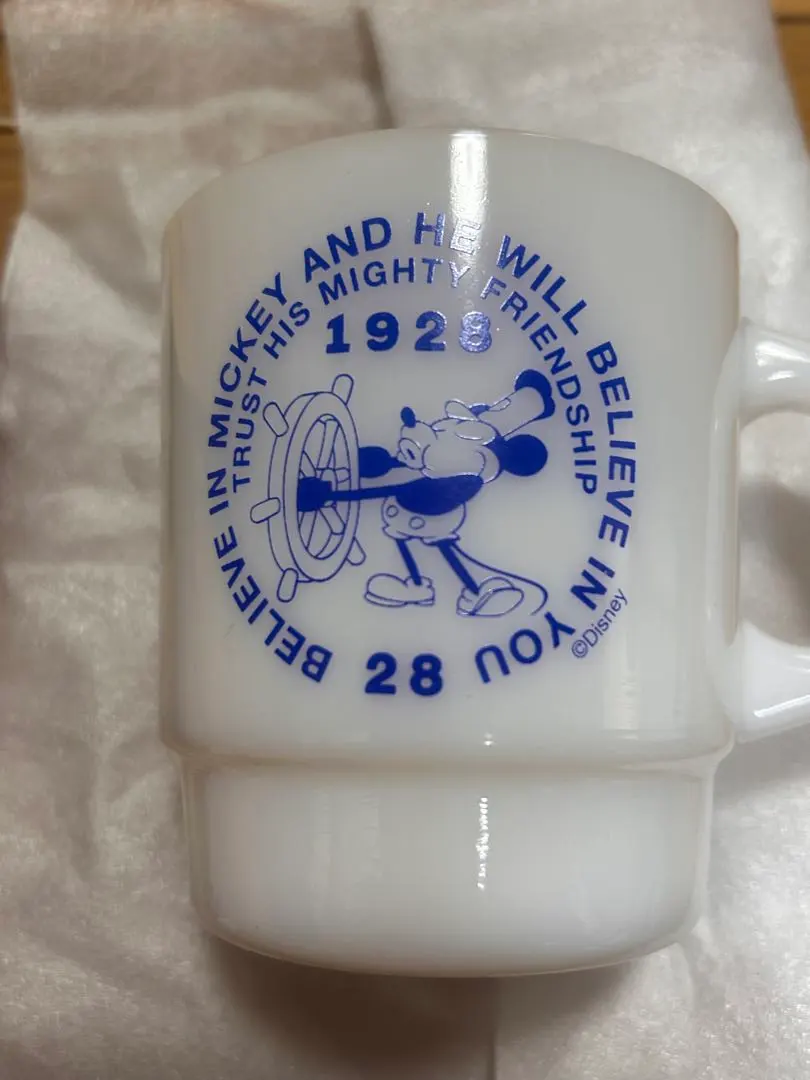 BELIEVE IN MICKEY AND HE WILL BELIEVE IN YOU
TRUST HIS MIGHTY FRIENDSHIP
1928
28
©Disney